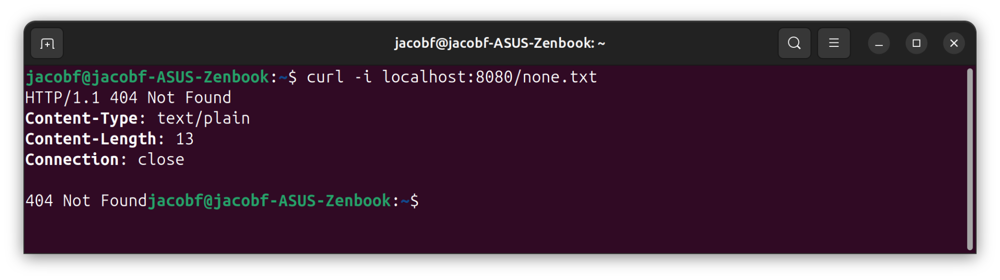 jacobf@jacobf-ASUS-Zenbook: ~
jacobf@jacobf-ASUS-Zenbook:~$ curl -i localhost:8080/none.txt
HTTP/1.1 404 Not Found
Content-Type: text/plain
Content-Length: 13
Connection: close
404 Not Foundjacobf@jacobf-ASUS-Zenbook:~$